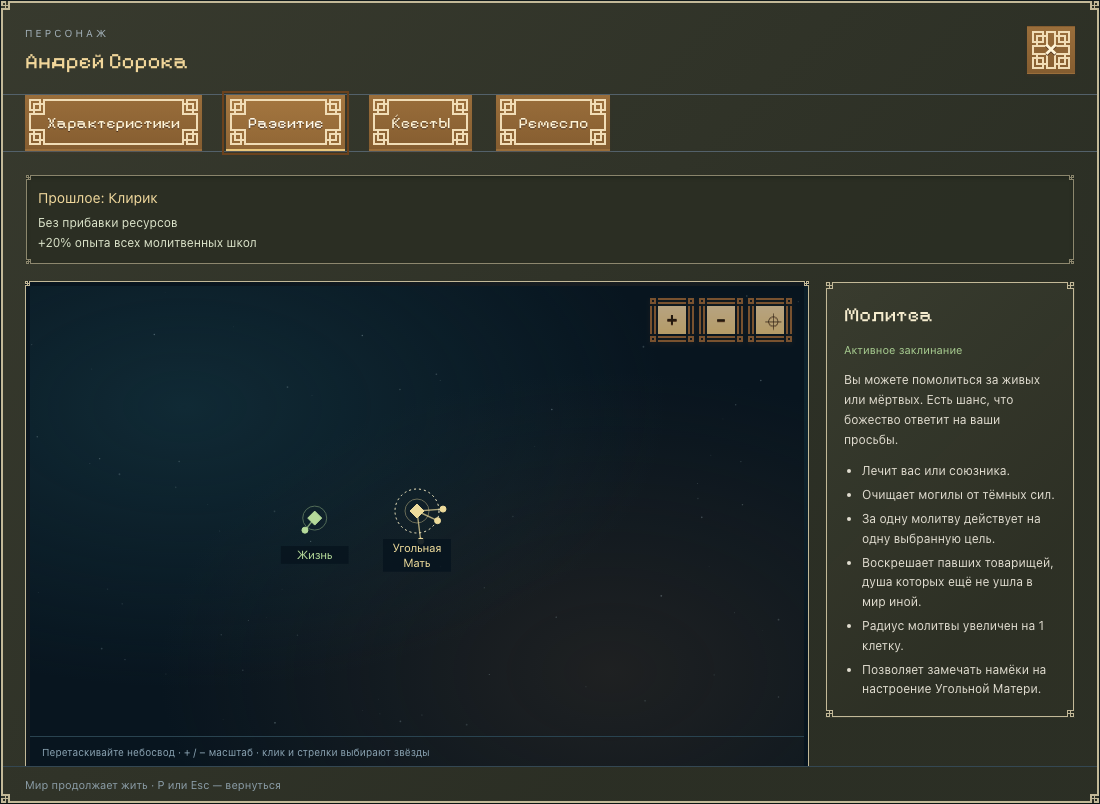 ПЕРСОНАЖ
Андрей Сорока
Характеристики
Развитие
Квесты
Ремесло
Прошлое: Клирик
Без прибавки ресурсов
+20% опыта всех молитвенных школ
+
−
Жизнь
Угольная
Мать
Перетаскивайте небосвод · + / − масштаб · клик и стрелки выбирают звёзды
Молитва
Активное заклинание
Вы можете помолиться за живых
или мёртвых. Есть шанс, что
божество ответит на ваши
просьбы.
• Лечит вас или союзника.
• Очищает могилы от тёмных сил.
• За одну молитву действует на
одну выбранную цель.
• Воскрешает павших товарищей,
душа которых ещё не ушла в
мир иной.
• Радиус молитвы увеличен на 1
клетку.
• Позволяет замечать намёки на
настроение Угольной Матери.
Мир продолжает жить · P или Esc — вернуться